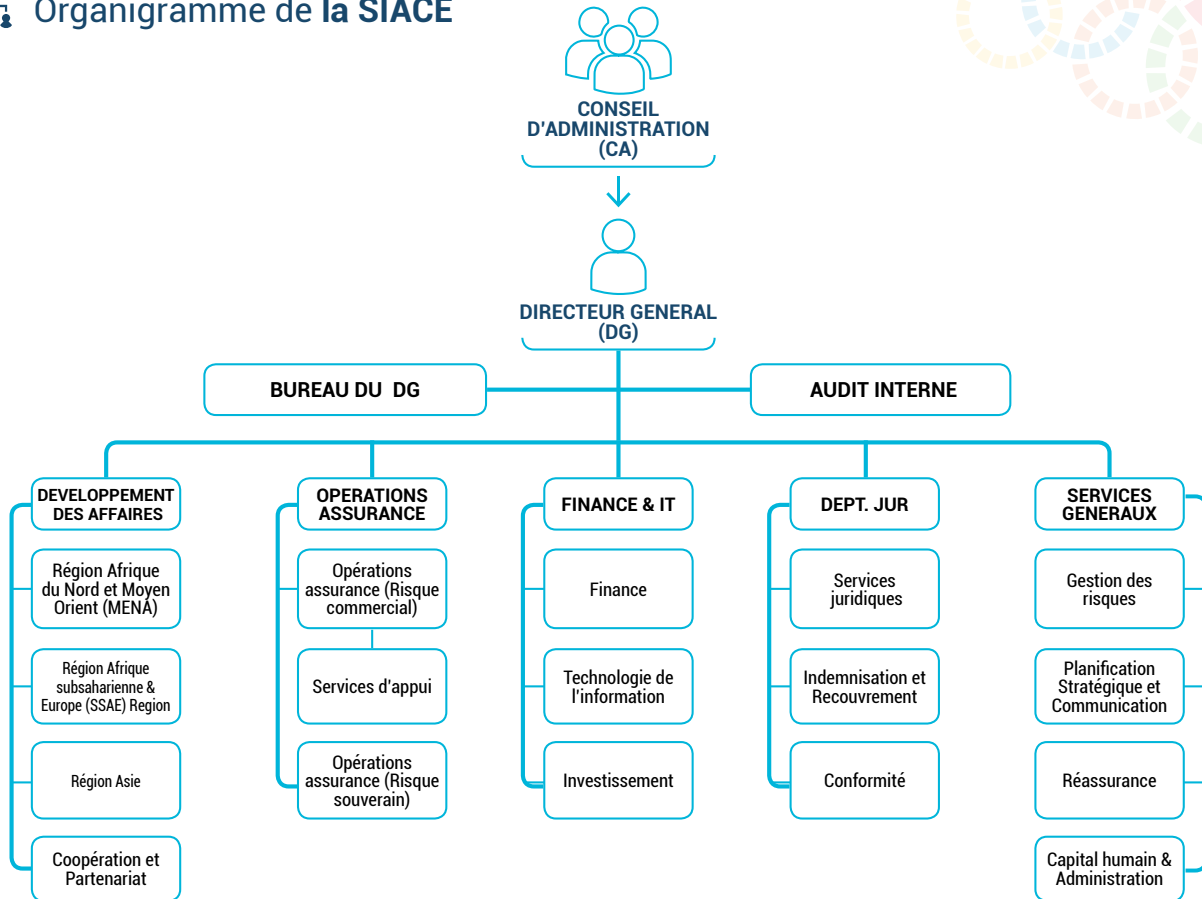 Organigramme de la SIACE
CONSEIL
D'ADMINISTRATION
(CA)
DIRECTEUR GENERAL
(DG)
BUREAU DU DG
AUDIT INTERNE
DEVELOPPEMENT
DES AFFAIRES
Région Afrique
du Nord et Moyen
Orient (MENA)
Région Afrique
subsaharienne &
Europe (SSAE) Region
Région Asie
Coopération et
Partenariat
OPERATIONS
ASSURANCE
Opérations
assurance (Risque
commercial)
Services d'appui
Opérations
assurance (Risque
souverain)
FINANCE & IT
Finance
Technologie de
l'information
Investissement
DEPT. JUR
Services
juridiques
Indemnisation et
Recouvrement
Conformité
SERVICES
GENERAUX
Gestion des
risques
Planification
Stratégique et
Communication
Réassurance
Capital humain &
Administration